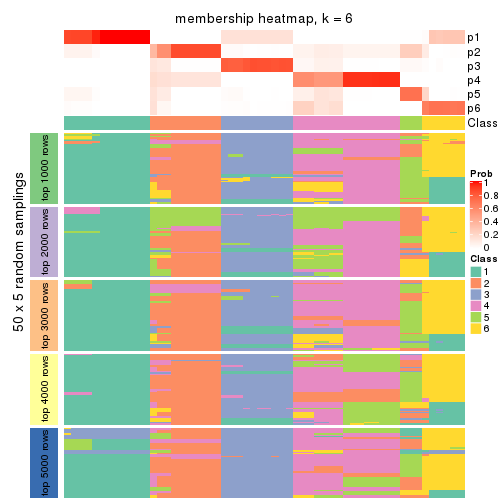 membership heatmap, k = 6
p1
p2
p3
p4
p5
p6
Class
50 x 5 random samplings
top 1000 rows
top 2000 rows
top 3000 rows
top 4000 rows
top 5000 rows
Prob
1
0.8
0.6
0.4
0.2
0
Class
1
2
3
4
5
6